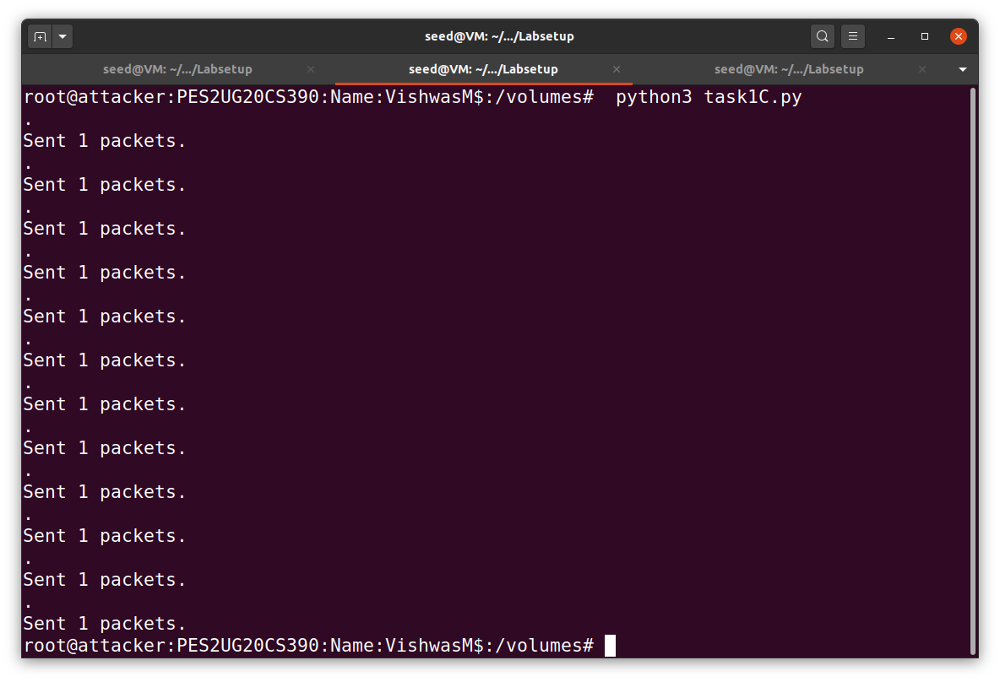 seed@VM: ~/.../Labsetup
seed@VM: ~/.../Labsetup seed@VM: ~/.../Labsetup seed@VM: ~/.../Labsetup
root@attacker:PES2UG20CS390:Name:VishwasM$:/volumes#  python3 task1C.py
.
Sent 1 packets.
.
Sent 1 packets.
.
Sent 1 packets.
.
Sent 1 packets.
.
Sent 1 packets.
.
Sent 1 packets.
.
Sent 1 packets.
.
Sent 1 packets.
.
Sent 1 packets.
.
Sent 1 packets.
.
Sent 1 packets.
.
Sent 1 packets.
root@attacker:PES2UG20CS390:Name:VishwasM$:/volumes#